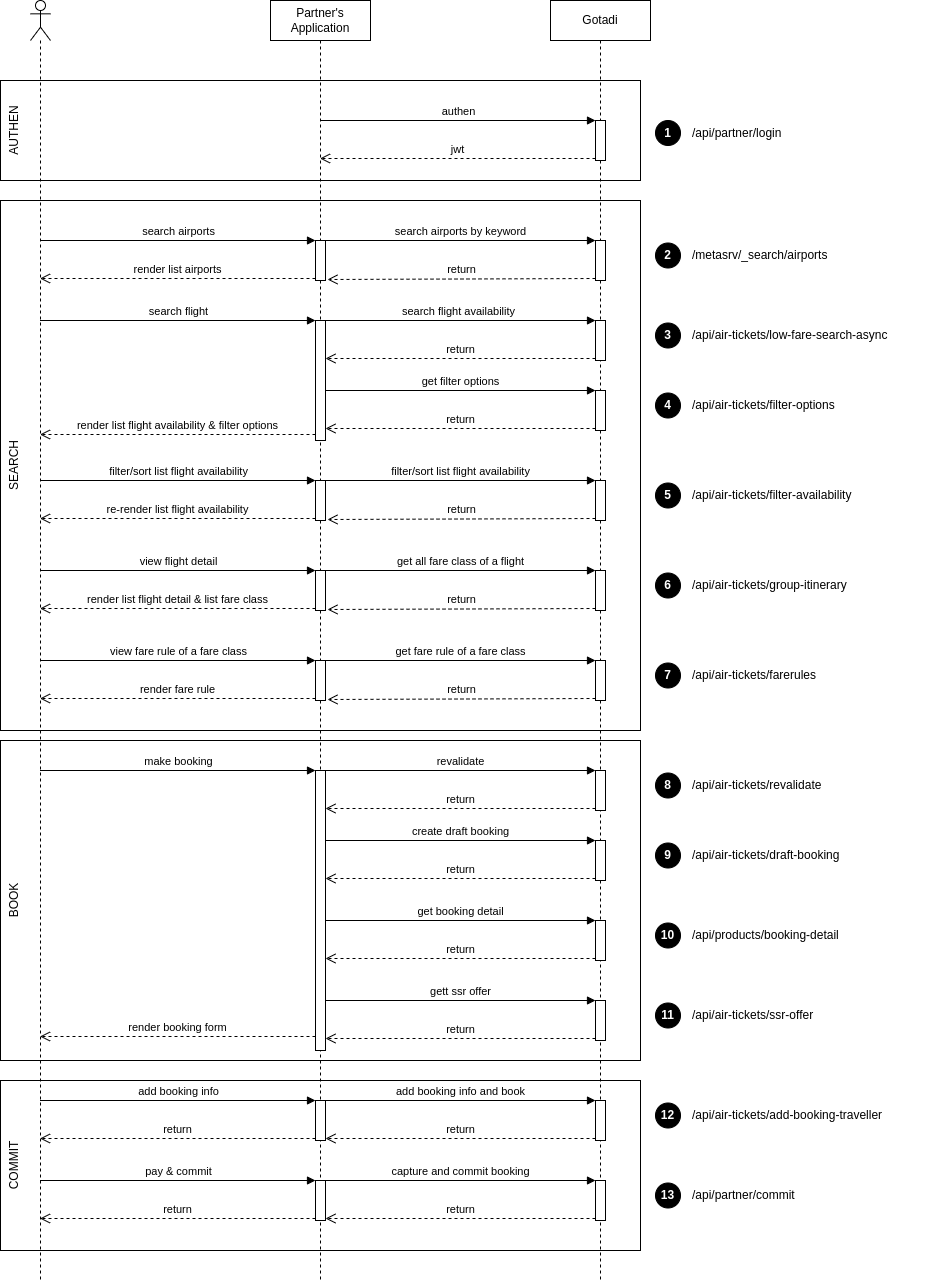 Partner's
Application
Gotadi
AUTHEN
authen
1
/api/partner/login
jwt
SEARCH
search airports
search airports by keyword
2
/metasrv/_search/airports
render list airports
return
search flight
search flight availability
3
/api/air-tickets/low-fare-search-async
return
get filter options
4
/api/air-tickets/filter-options
return
render list flight availability & filter options
filter/sort list flight availability
filter/sort list flight availability
5
/api/air-tickets/filter-availability
re-render list flight availability
return
view flight detail
get all fare class of a flight
6
/api/air-tickets/group-itinerary
render list flight detail & list fare class
return
view fare rule of a fare class
get fare rule of a fare class
7
/api/air-tickets/farerules
render fare rule
return
BOOK
make booking
revalidate
8
/api/air-tickets/revalidate
return
create draft booking
9
/api/air-tickets/draft-booking
return
get booking detail
10
/api/products/booking-detail
return
gett ssr offer
11
/api/air-tickets/ssr-offer
render booking form
return
COMMIT
add booking info
add booking info and book
12
/api/air-tickets/add-booking-traveller
return
return
pay & commit
capture and commit booking
13
/api/partner/commit
return
return